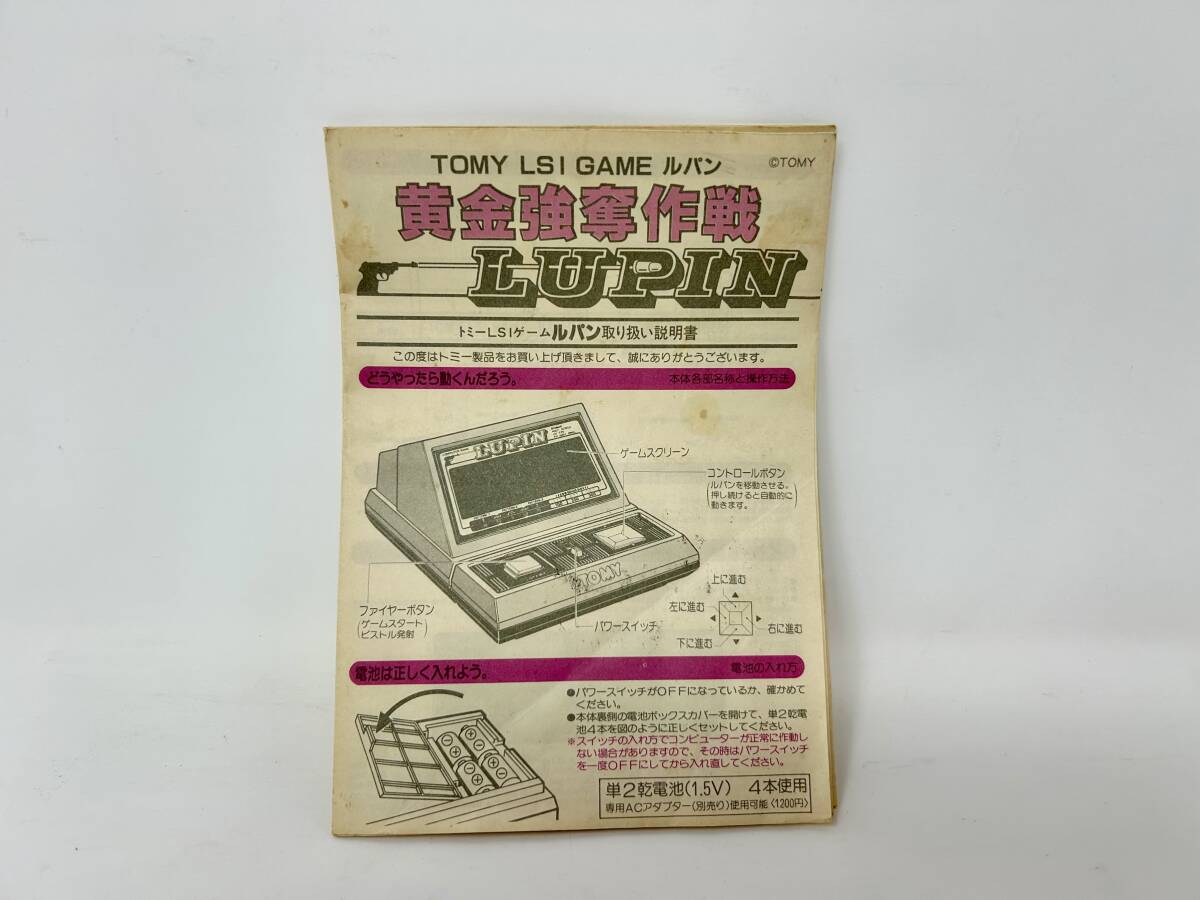 TOMY LSI GAME ルパン
©TOMY
黄金強奪作戦
LUPIN
トミーLSIゲームルパン取り扱い説明書
この度はトミー製品をお買い上げ頂きまして、誠にありがとうございます。
どうやったら動くんだろう。
本体各部名称と操作方法
LUPIN
ゲームスクリーン
コントロールボタン
(ルパンを移動させる。
押し続けると自動的に
動きます。)
TOMY
ファイヤーボタン
(ゲームスタート
ピストル発射)
パワースイッチ
上に進む
左に進む
右に進む
下に進む
電池は正しく入れよう。
電池の入れ方
●パワースイッチがOFFになっているか、確かめて
ください。
●本体裏側の電池ボックスカバーを開けて、単2乾電
池4本を図のように正しくセットしてください。
※スイッチの入れ方でコンピューターが正常に作動し
ない場合がありますので、その時はパワースイッチ
を一度OFFにしてから入れ直してください。
単2乾電池(1.5V) 4本使用
専用ACアダプター(別売り)使用可能〈1200円〉